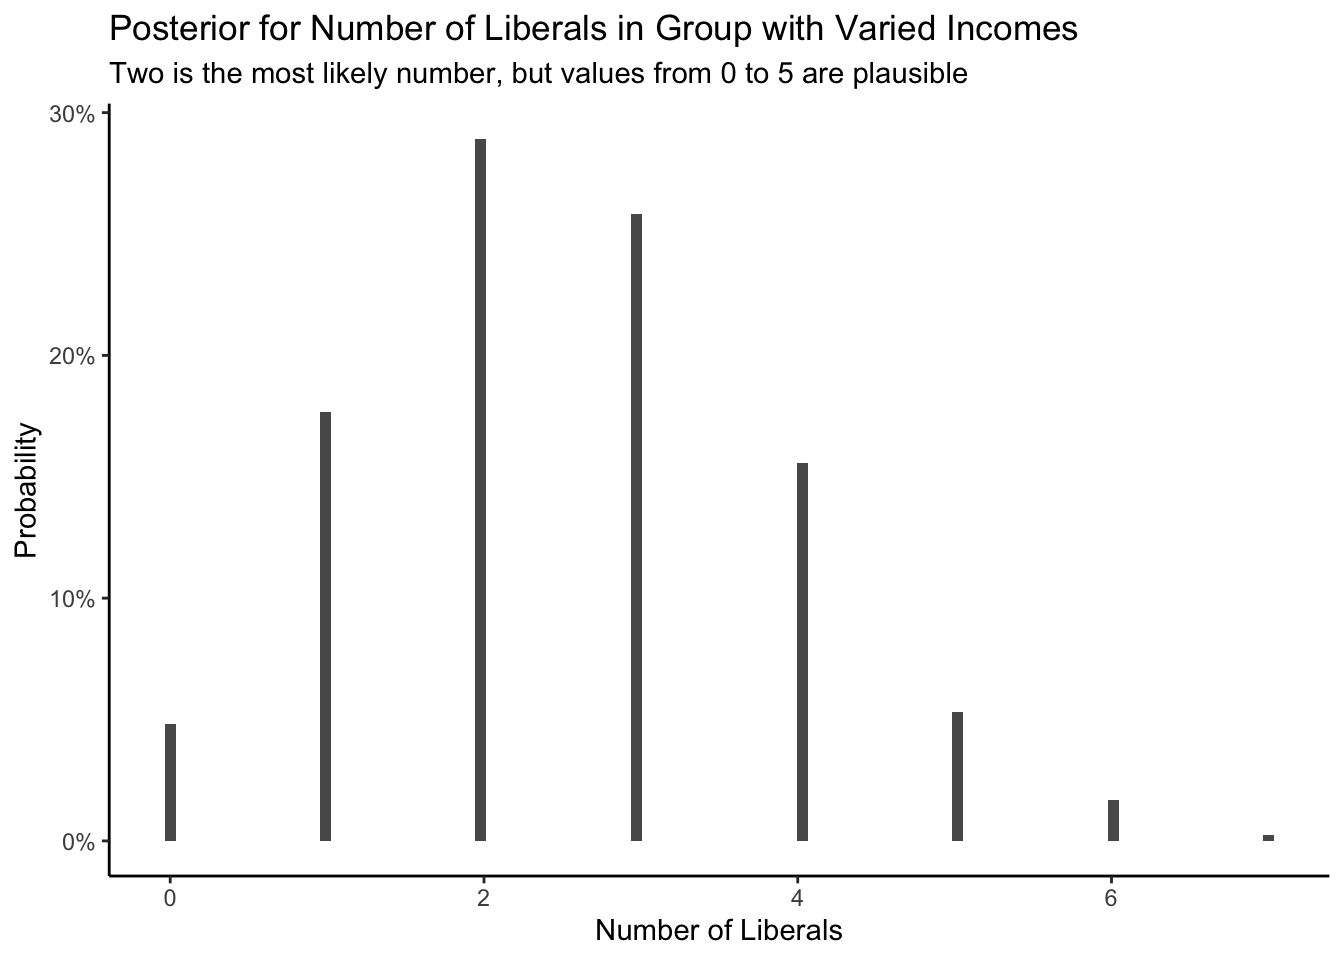 Posterior for Number of Liberals in Group with Varied Incomes
Two is the most likely number, but values from 0 to 5 are plausible
30%
20%
10%
0%
Probability
0 2 4 6
Number of Liberals